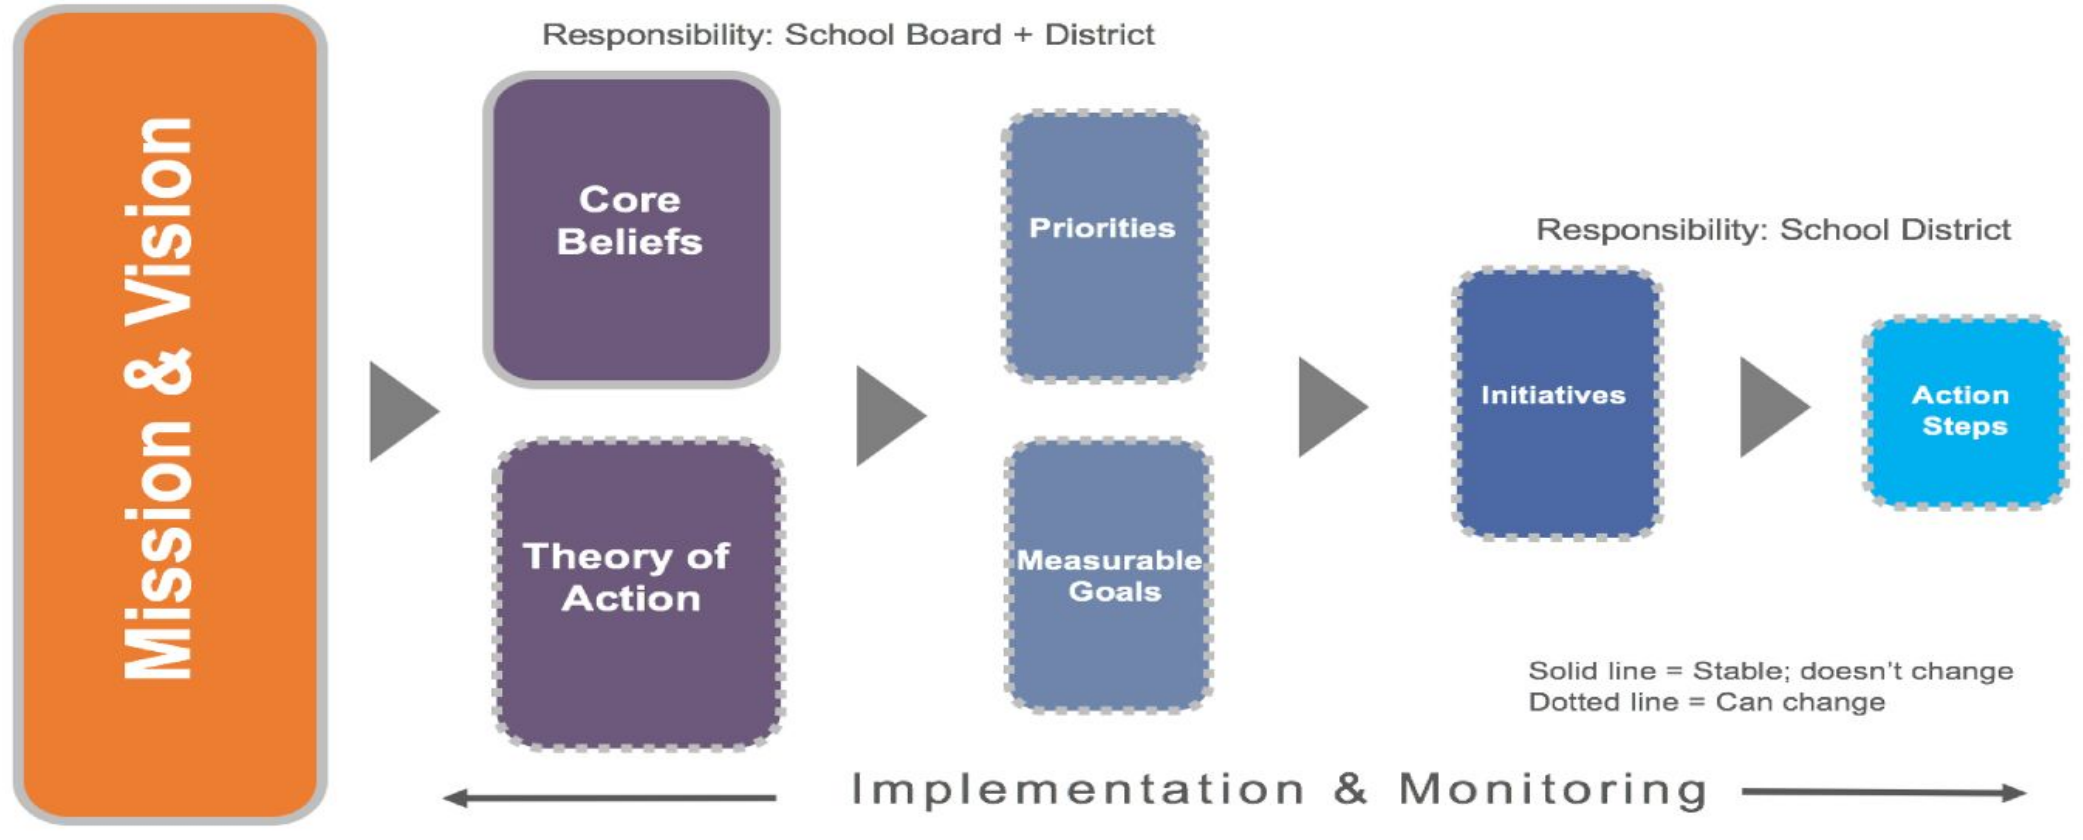 Mission & Vision
Responsibility: School Board + District
Core
Beliefs
Theory of
Action
Priorities
Measurable
Goals
Responsibility: School District
Initiatives
Action
Steps
Solid line = Stable; doesn't change
Dotted line = Can change
Implementation & Monitoring